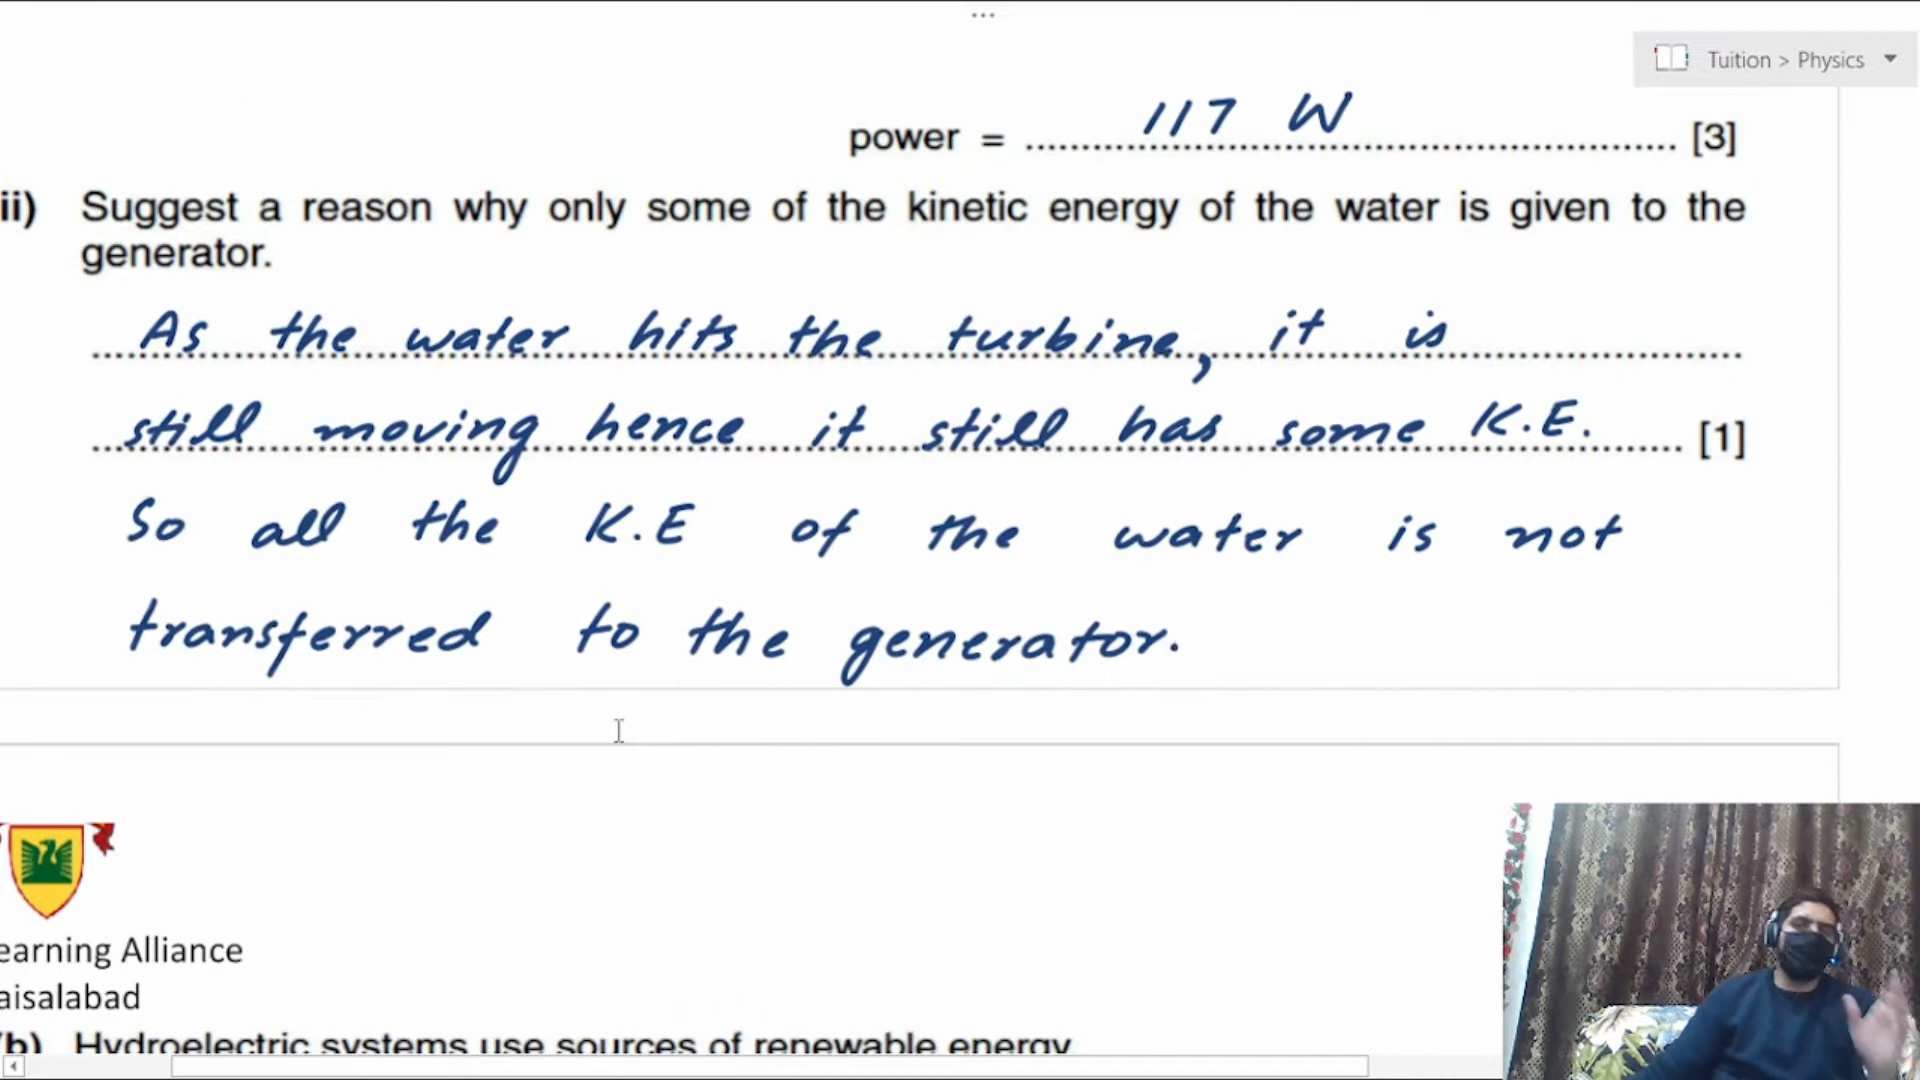 ...
Tuition > Physics
power = 117 W [3]
ii) Suggest a reason why only some of the kinetic energy of the water is given to the
generator.
As the water hits the turbine, it is
still moving hence it still has some K.E. [1]
So all the K.E of the water is not
transferred to the generator.
earning Alliance
aisalabad
(b) Hydroelectric systems use sources of renewable energy